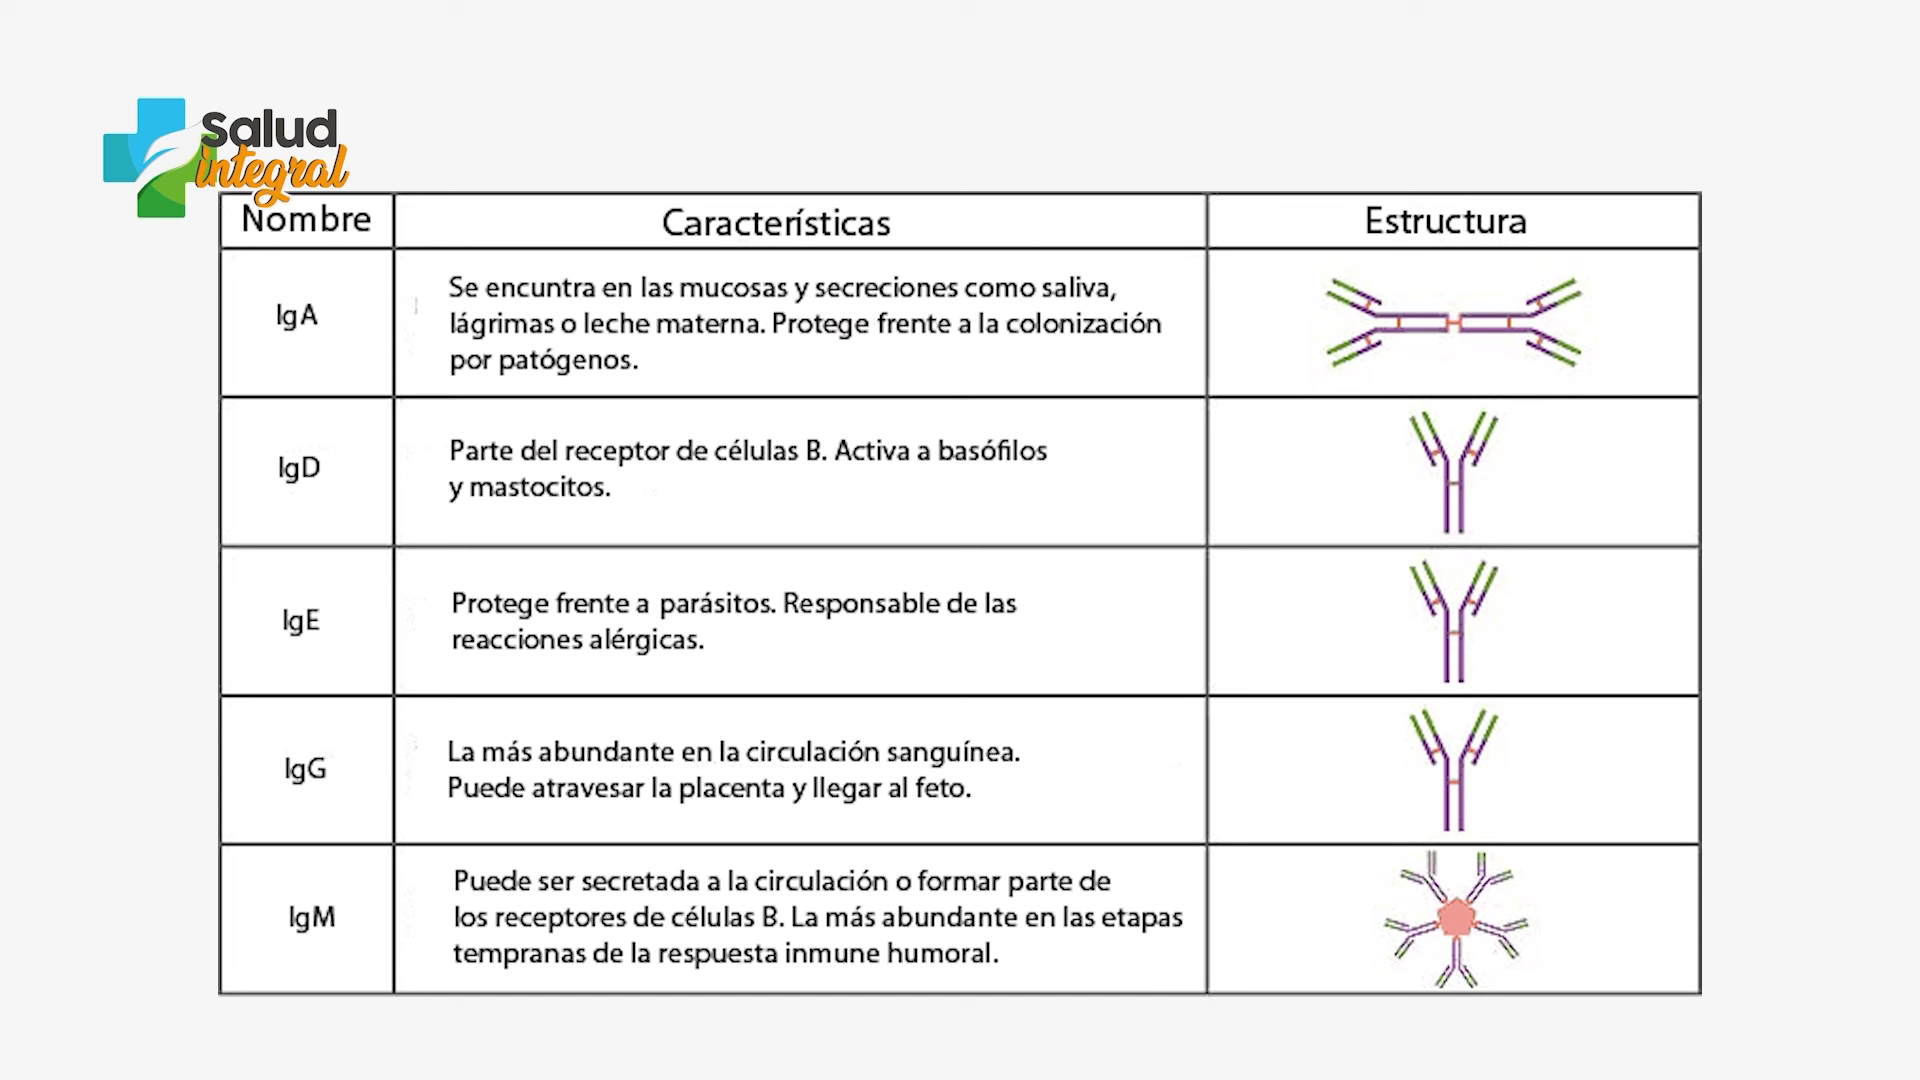 Salud
integral
Nombre
Características
Estructura
IgA
Se encuntra en las mucosas y secreciones como saliva,
lágrimas o leche materna. Protege frente a la colonización
por patógenos.
IgD
Parte del receptor de células B. Activa a basófilos
y mastocitos.
IgE
Protege frente a parásitos. Responsable de las
reacciones alérgicas.
IgG
La más abundante en la circulación sanguínea.
Puede atravesar la placenta y llegar al feto.
IgM
Puede ser secretada a la circulación o formar parte de
los receptores de células B. La más abundante en las etapas
tempranas de la respuesta inmune humoral.